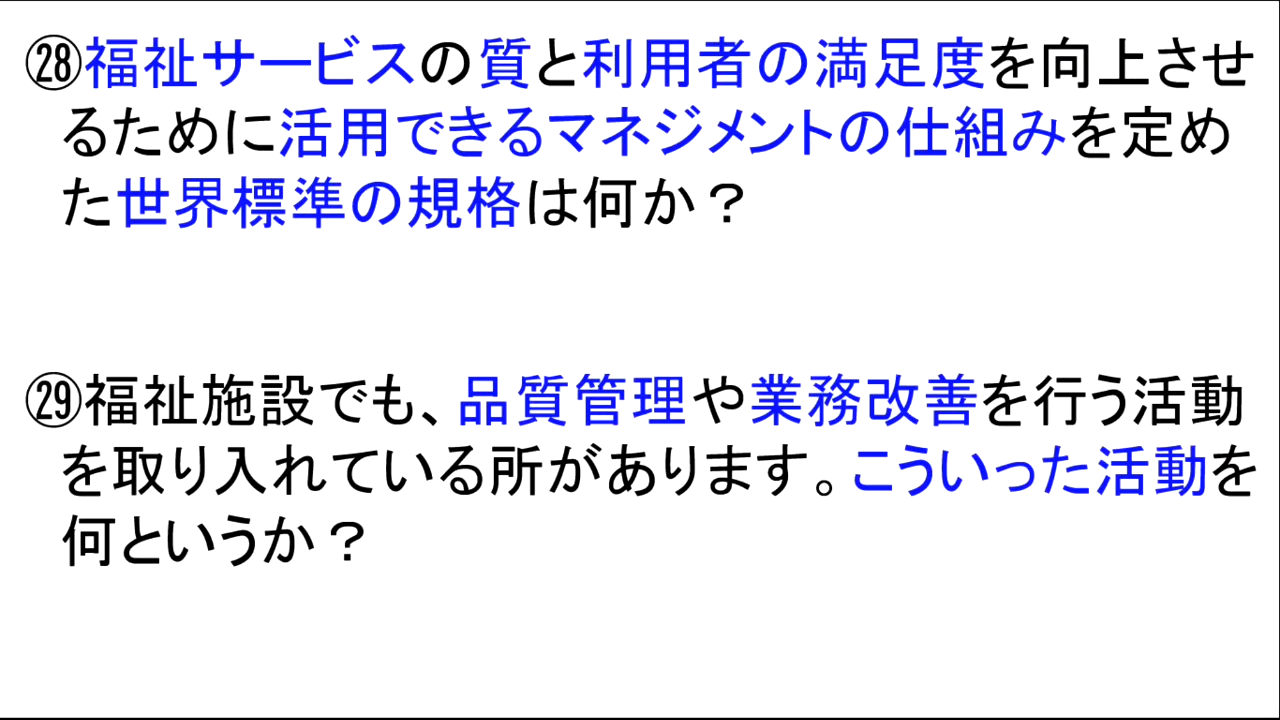 ㉘福祉サービスの質と利用者の満足度を向上させ
るために活用できるマネジメントの仕組みを定め
た世界標準の規格は何か？
㉙福祉施設でも、品質管理や業務改善を行う活動
を取り入れている所があります。こういった活動を
何というか？